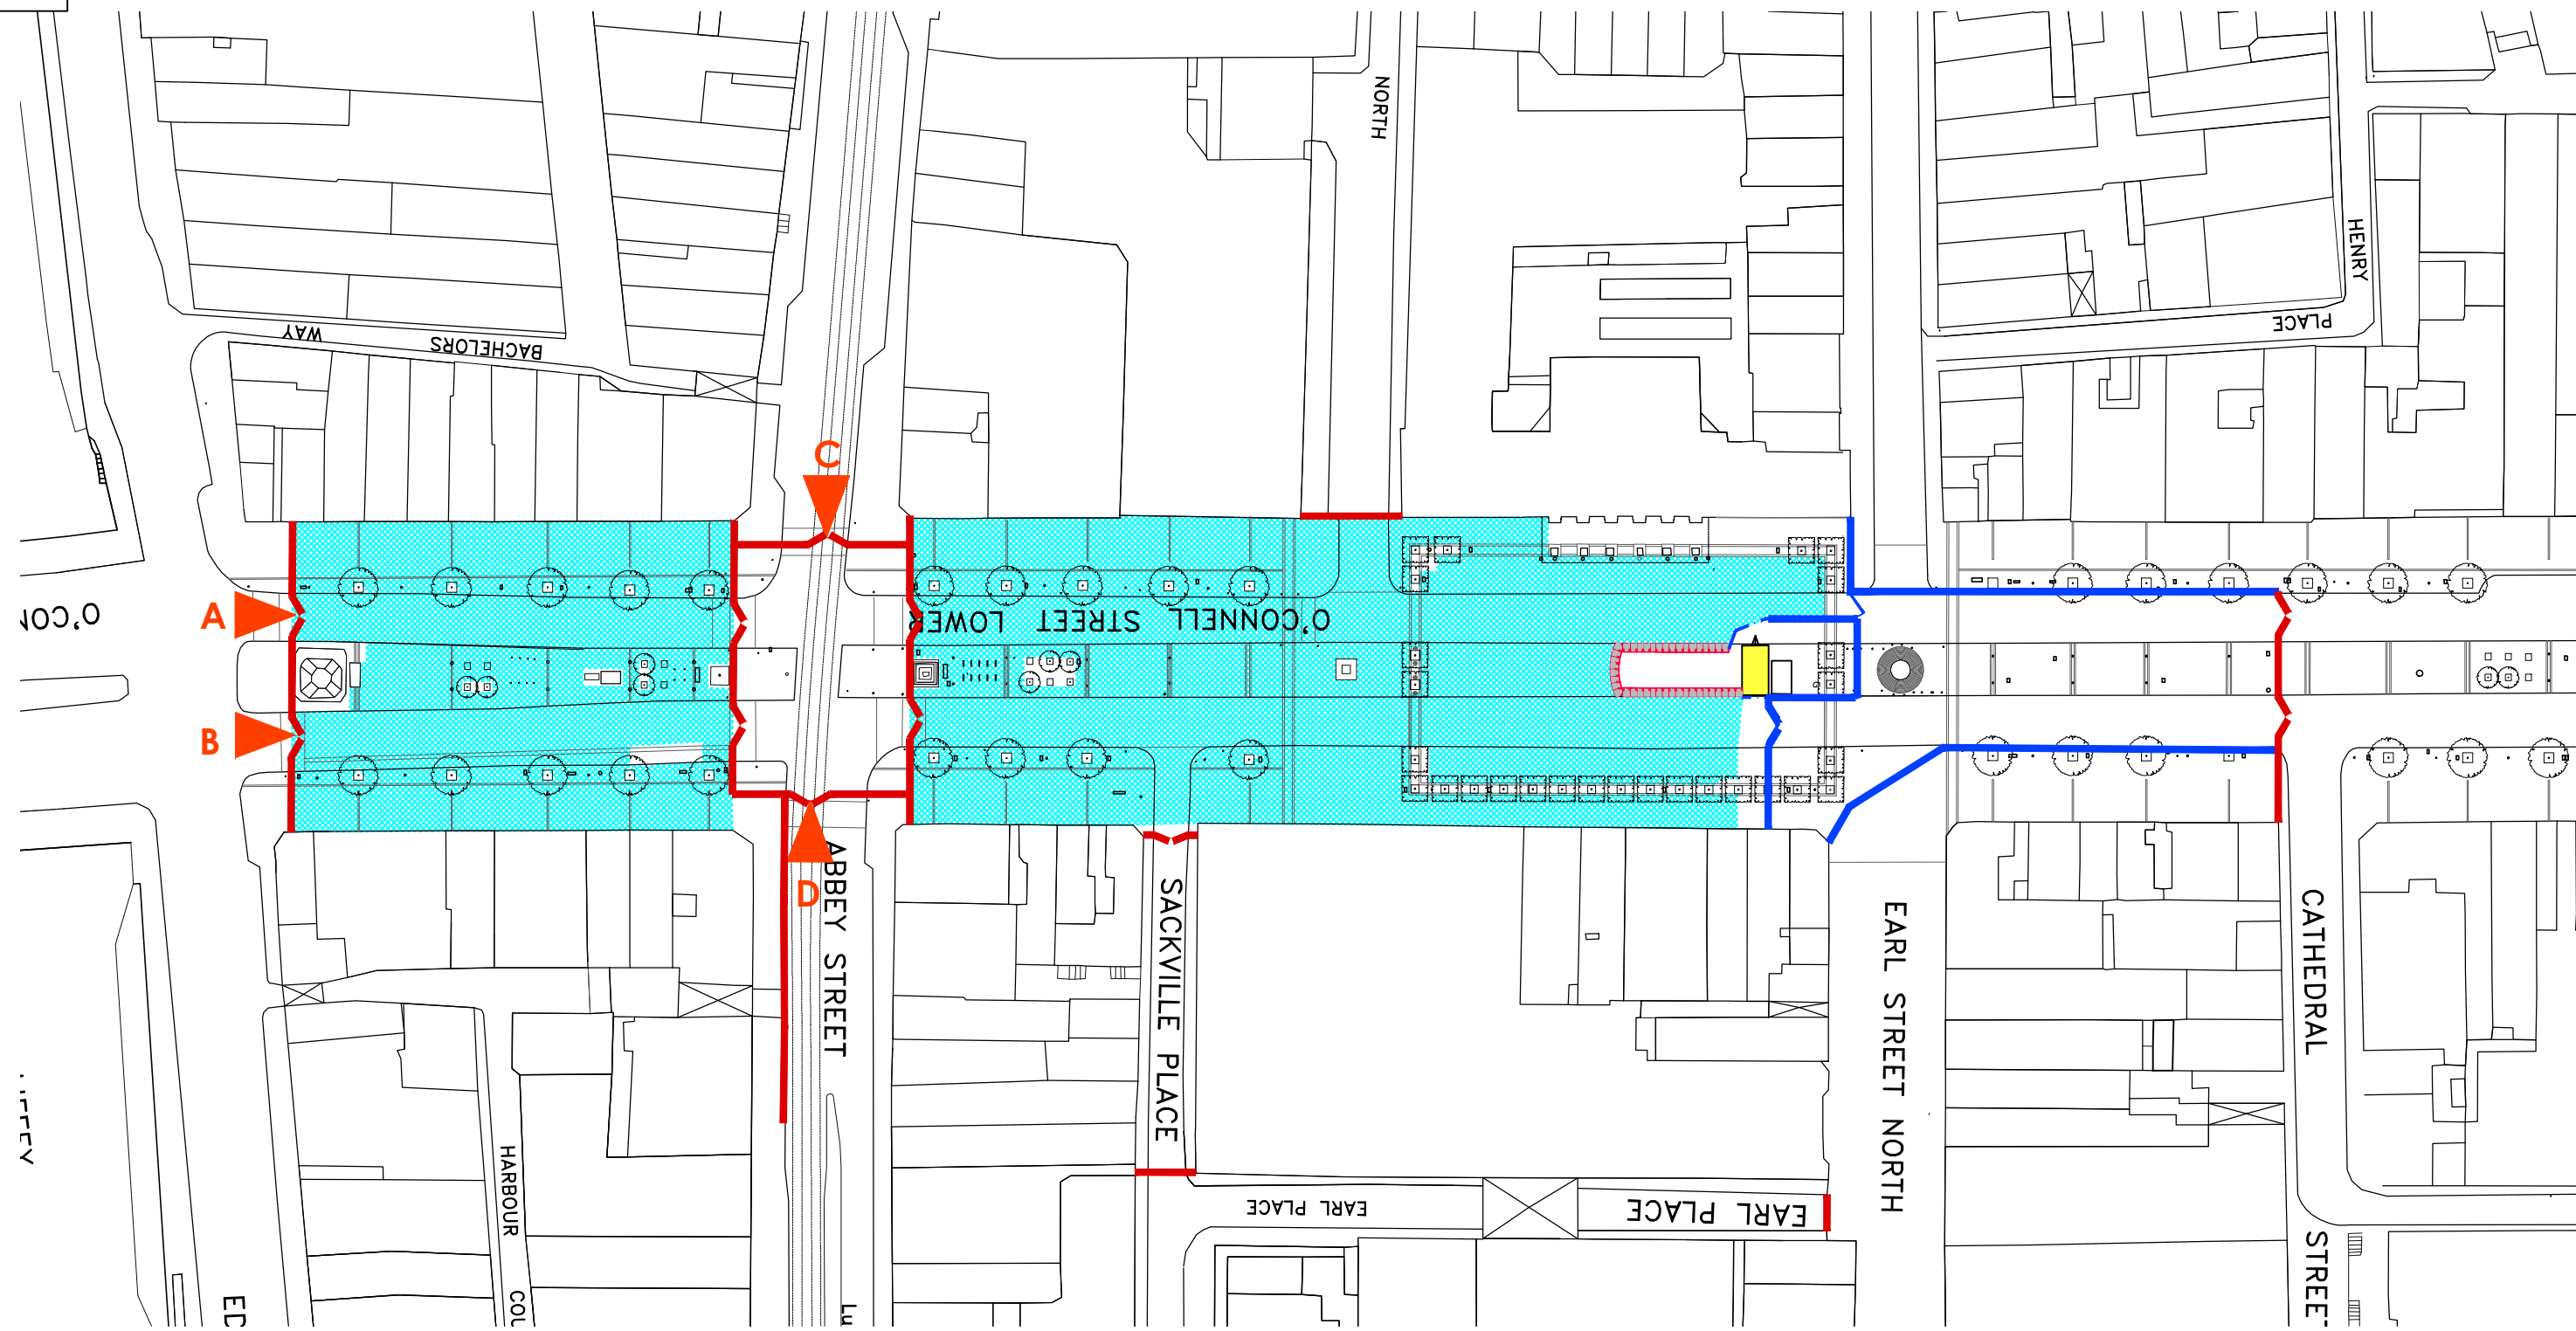 NORTH
HENRY
PLACE
WAY
BACHELORS
C
A
O'CON
O'CONNELL STREET LOWER
B
D
ABBEY STREET
SACKVILLE PLACE
EARL STREET NORTH
CATHEDRAL
STREET
HARBOUR
EARL PLACE
EARL PLACE